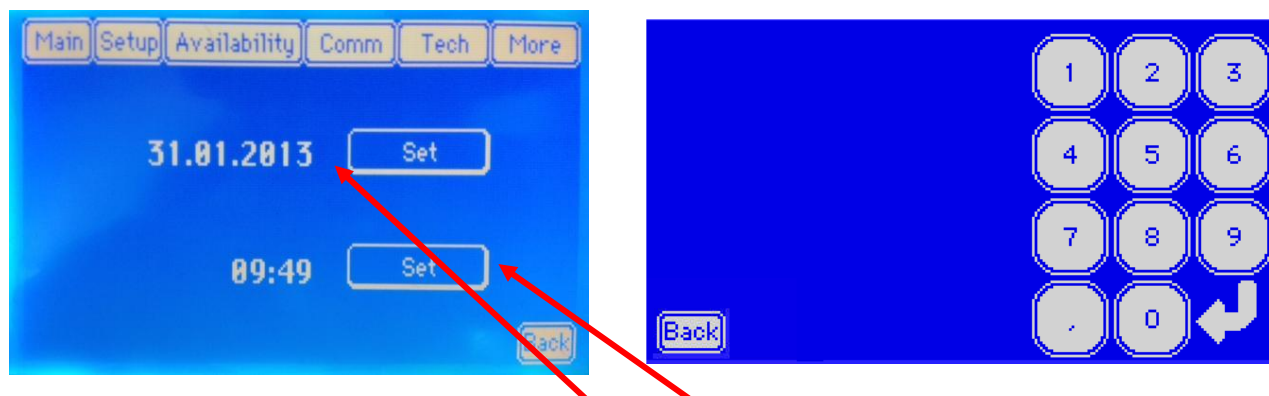 Main Setup Availability Comm Tech More
31.01.2013 Set
09:49 Set
Back
1 2 3
4 5 6
7 8 9
, 0
Back